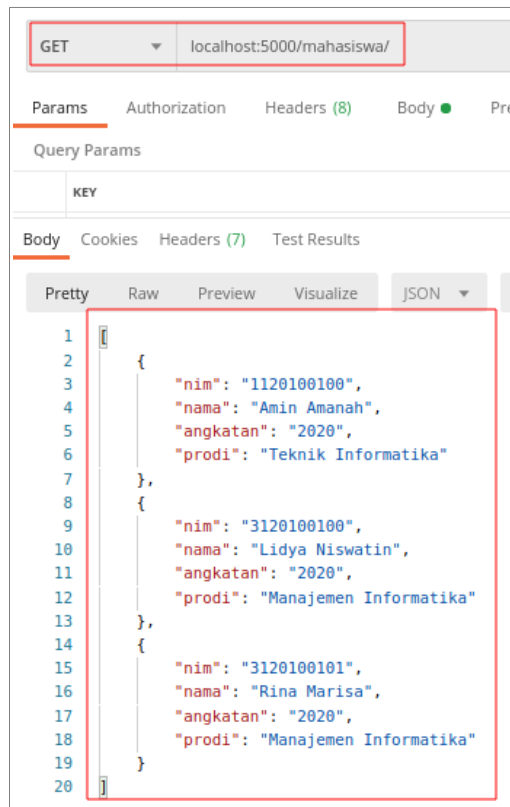 GET localhost:5000/mahasiswa/
Params Authorization Headers (8) Body Pre
Query Params
KEY
Body Cookies Headers (7) Test Results
Pretty Raw Preview Visualize JSON
1 [
2 {
3 "nim": "1120100100",
4 "nama": "Amin Amanah",
5 "angkatan": "2020",
6 "prodi": "Teknik Informatika"
7 },
8 {
9 "nim": "3120100100",
10 "nama": "Lidya Niswatin",
11 "angkatan": "2020",
12 "prodi": "Manajemen Informatika"
13 },
14 {
15 "nim": "3120100101",
16 "nama": "Rina Marisa",
17 "angkatan": "2020",
18 "prodi": "Manajemen Informatika"
19 }
20 ]